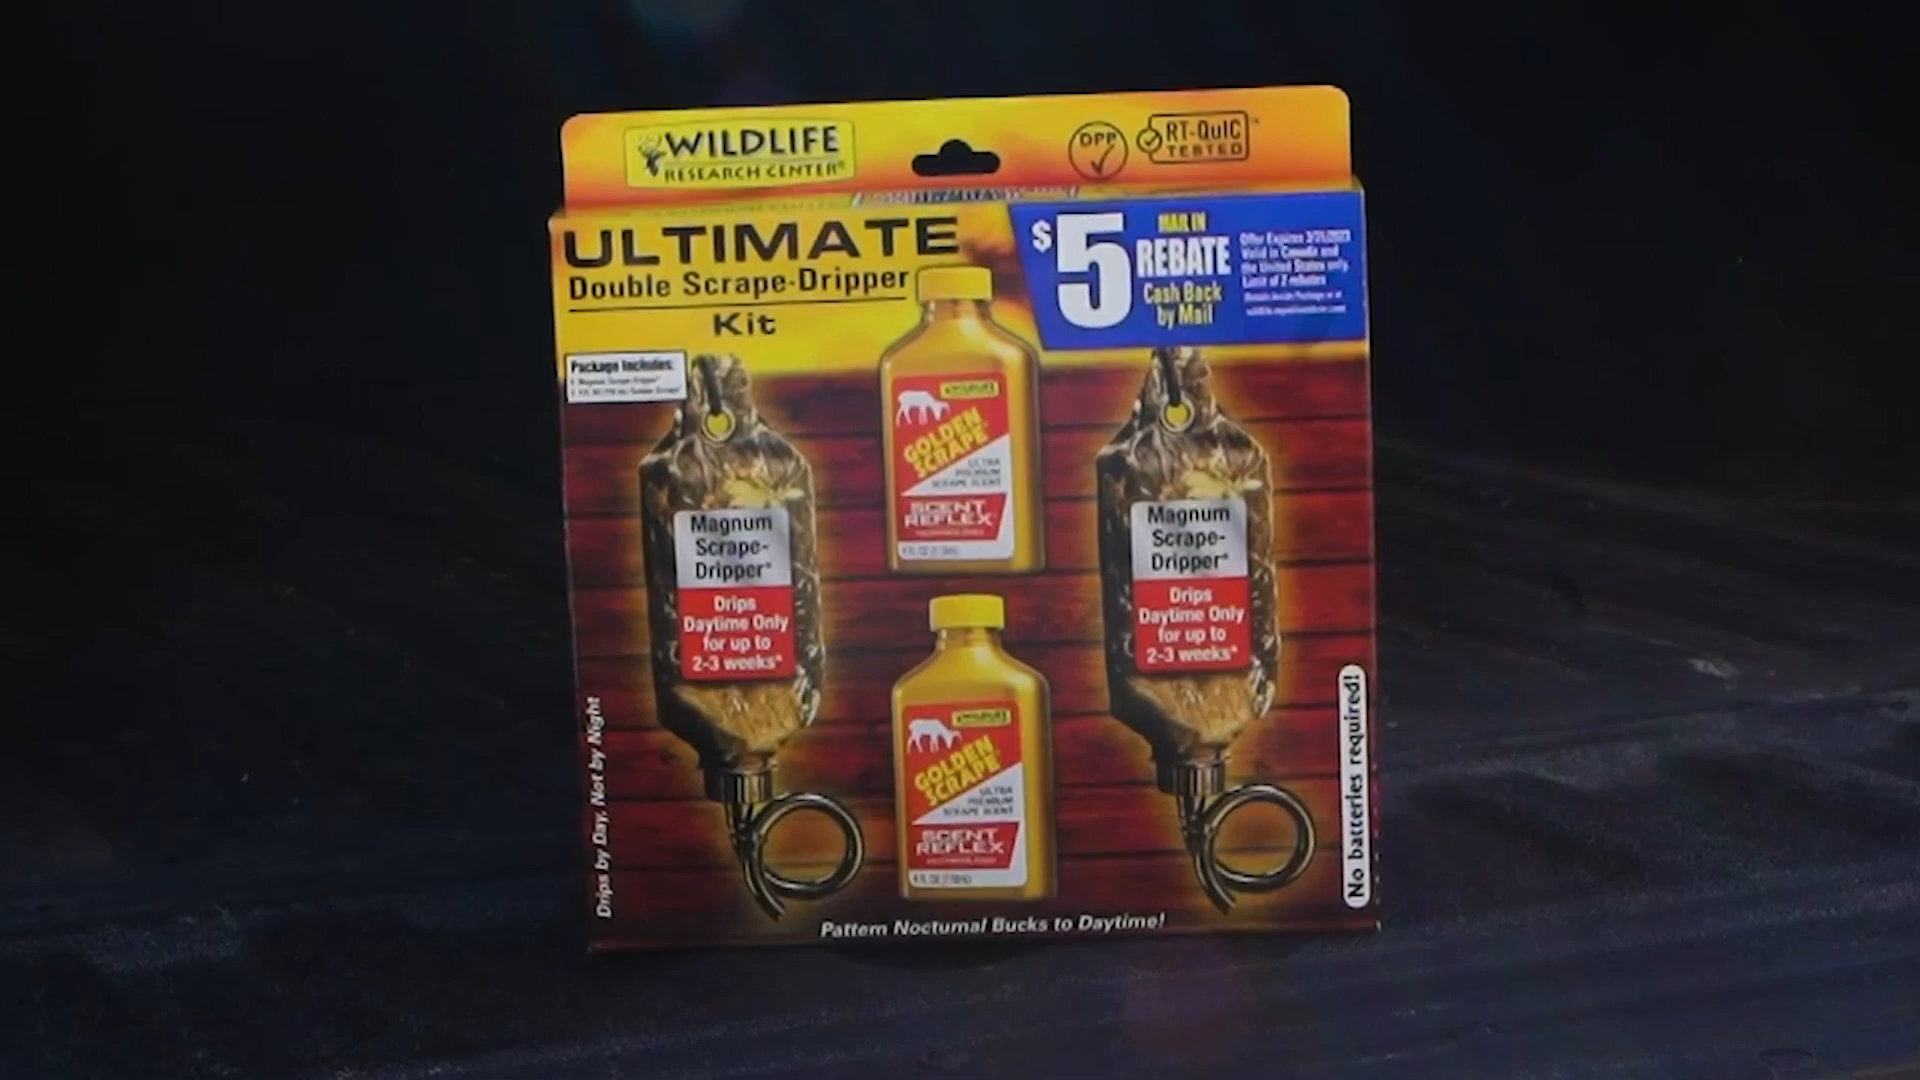 WILDLIFE
RESEARCH CENTER®
DPP
RT-QuIC™
TESTED
ULTIMATE
Double Scrape-Dripper
Kit
$5
MAIL IN
REBATE
Cash Back
by Mail
Offer Expires 3/31/2023
Valid in Canada and
the United States only.
Limit of 2 rebates
Package Includes:
Magnum
Scrape-
Dripper®
Drips
Daytime Only
for up to
2-3 weeks*
GOLDEN
SCRAPE®
ULTRA
PREMIUM
SCRAPE SCENT
SCENT
REFLEX
4 FL OZ
Magnum
Scrape-
Dripper®
Drips
Daytime Only
for up to
2-3 weeks*
GOLDEN
SCRAPE®
ULTRA
PREMIUM
SCRAPE SCENT
SCENT
REFLEX
4 FL OZ
Drips by Day, Not by Night
No batteries required!
Pattern Nocturnal Bucks to Daytime!